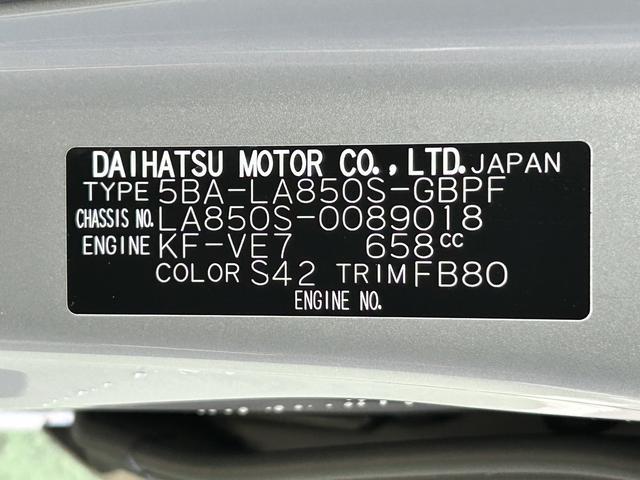 DAIHATSU MOTOR CO., LTD. JAPAN
TYPE 5BA-LA850S-GBPF
CHASSIS NO. LA850S-0089018
ENGINE KF-VE7 658cc
COLOR S42 TRIM FB80
ENGINE NO.